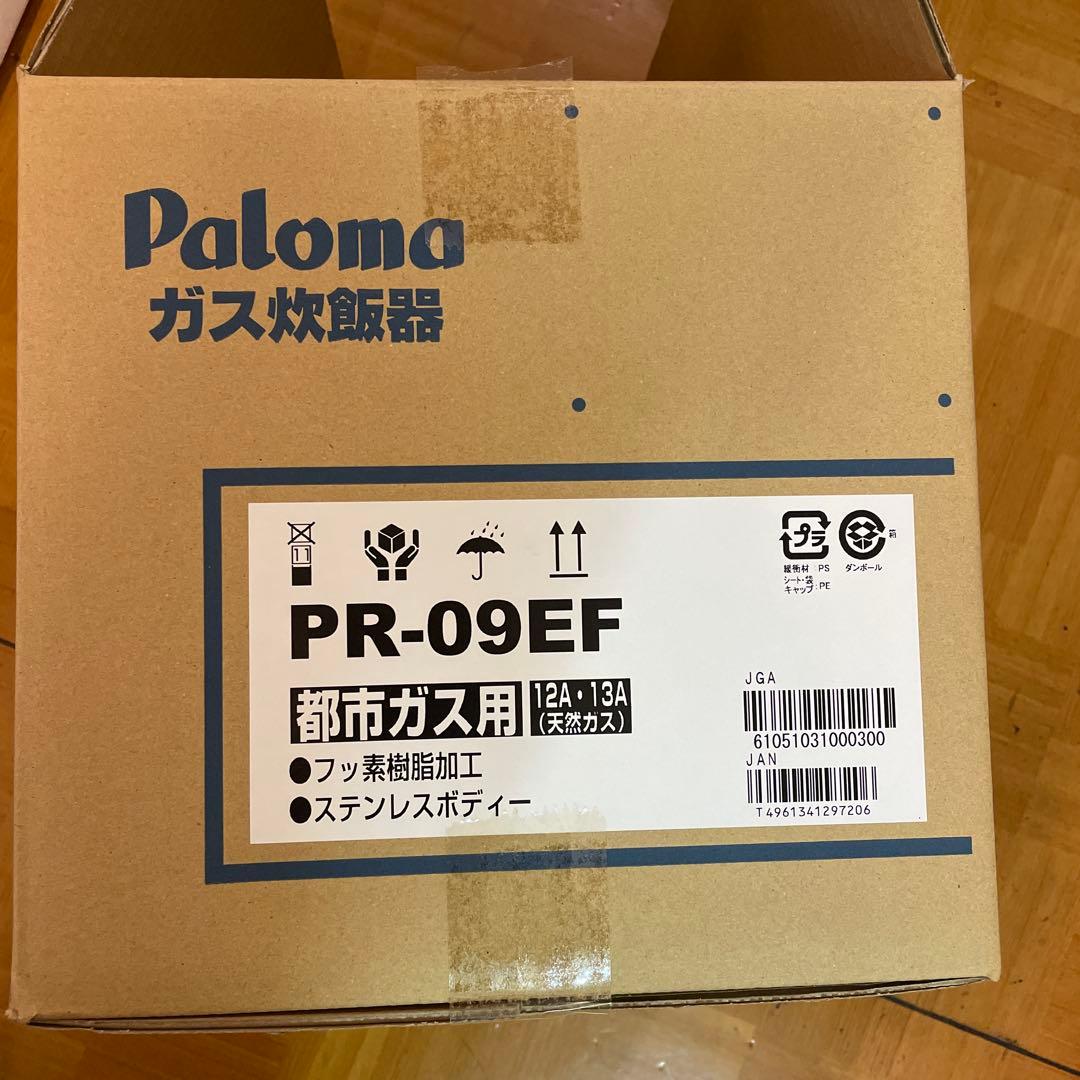 Paloma
ガス炊飯器
11
プラ
箱
緩衝材:PS
ダンボール
シート・袋
キャップ:PE
PR-09EF
都市ガス用
12A・13A
(天然ガス)
●フッ素樹脂加工
●ステンレスボディー
JGA
61051031000300
JAN
T4961341297206